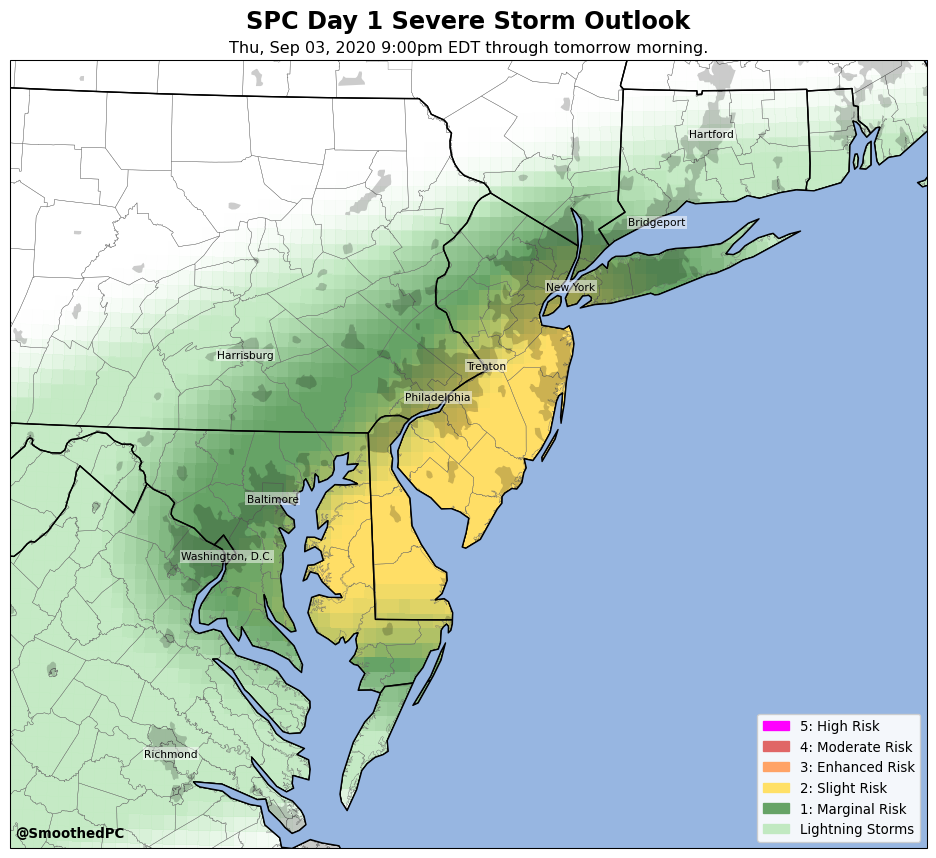 SPC Day 1 Severe Storm Outlook
Thu, Sep 03, 2020 9:00pm EDT through tomorrow morning.
Hartford
Bridgeport
New York
Harrisburg
Trenton
Philadelphia
Baltimore
Washington, D.C.
Richmond
5: High Risk
4: Moderate Risk
3: Enhanced Risk
2: Slight Risk
1: Marginal Risk
Lightning Storms
@SmoothedPC